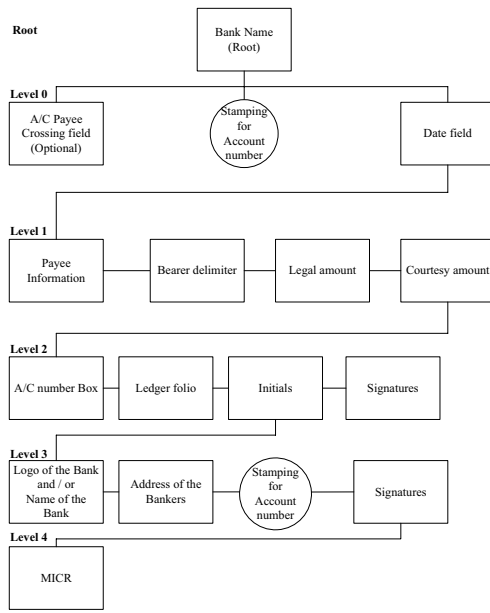 Root
Bank Name
(Root)
Level 0
A/C Payee
Crossing field
(Optional)
Stamping
for
Account
number
Date field
Level 1
Payee
Information
Bearer delimiter
Legal amount
Courtesy amount
Level 2
A/C number Box
Ledger folio
Initials
Signatures
Level 3
Logo of the Bank
and / or
Name of the
Bank
Address of the
Bankers
Stamping
for
Account
number
Signatures
Level 4
MICR